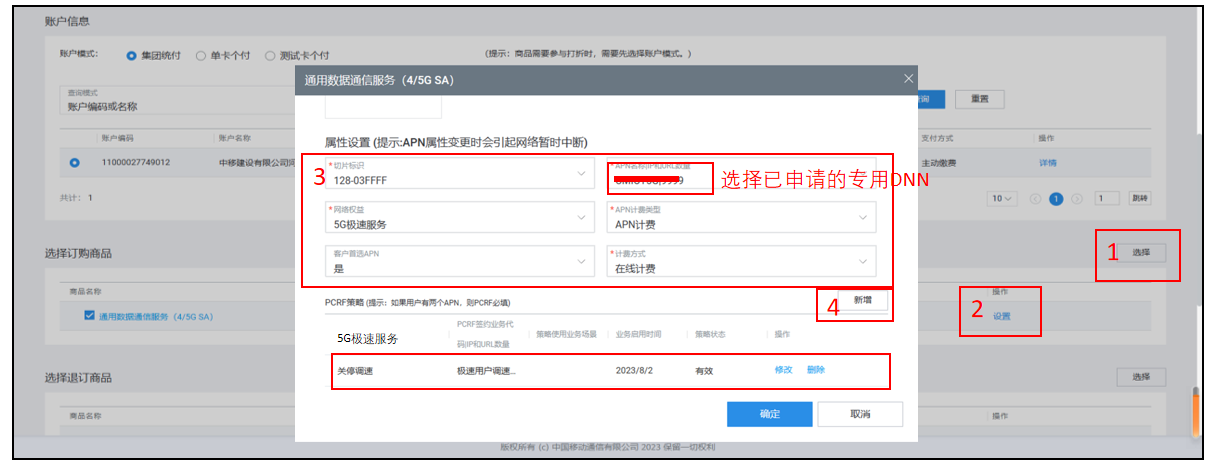 账户信息
账户模式： 集团统付 单卡个付 测试卡个付 (提示：商品需要参与打折时，需要先选择账户模式。)
通用数据通信服务（4/5G SA）
查询模式
账户编码或名称
询 重置
账户编码 账户名称 支付方式 操作
11000027749012 中移建设有限公司河 主动缴费 详情
共计： 1 10 1 1 跳转
属性设置 (提示:APN属性变更时会引起网络暂时中断)
3
*切片标识
128-03FFFF
*APN名称|IP和URL数量
9999
选择已申请的专用DNN
*网络权益
5G极速服务
*APN计费类型
APN计费
客户首选APN
是
*计费方式
在线计费
选择订购商品 1 选择
商品名称 操作
通用数据通信服务（4/5G SA） 2 设置
PCRF策略 (提示：如果用户有两个APN，则PCRF必填) 4 新增
5G极速服务 PCRF签约业务代码|IP和URL数量 策略使用业务场景 业务启用时间 策略状态 操作
关停调速 极速用户调速... 2023/8/2 有效 修改 删除
选择退订商品 选择
商品名称 操作
确定 取消
版权所有 (c) 中国移动通信有限公司 2023 保留一切权利